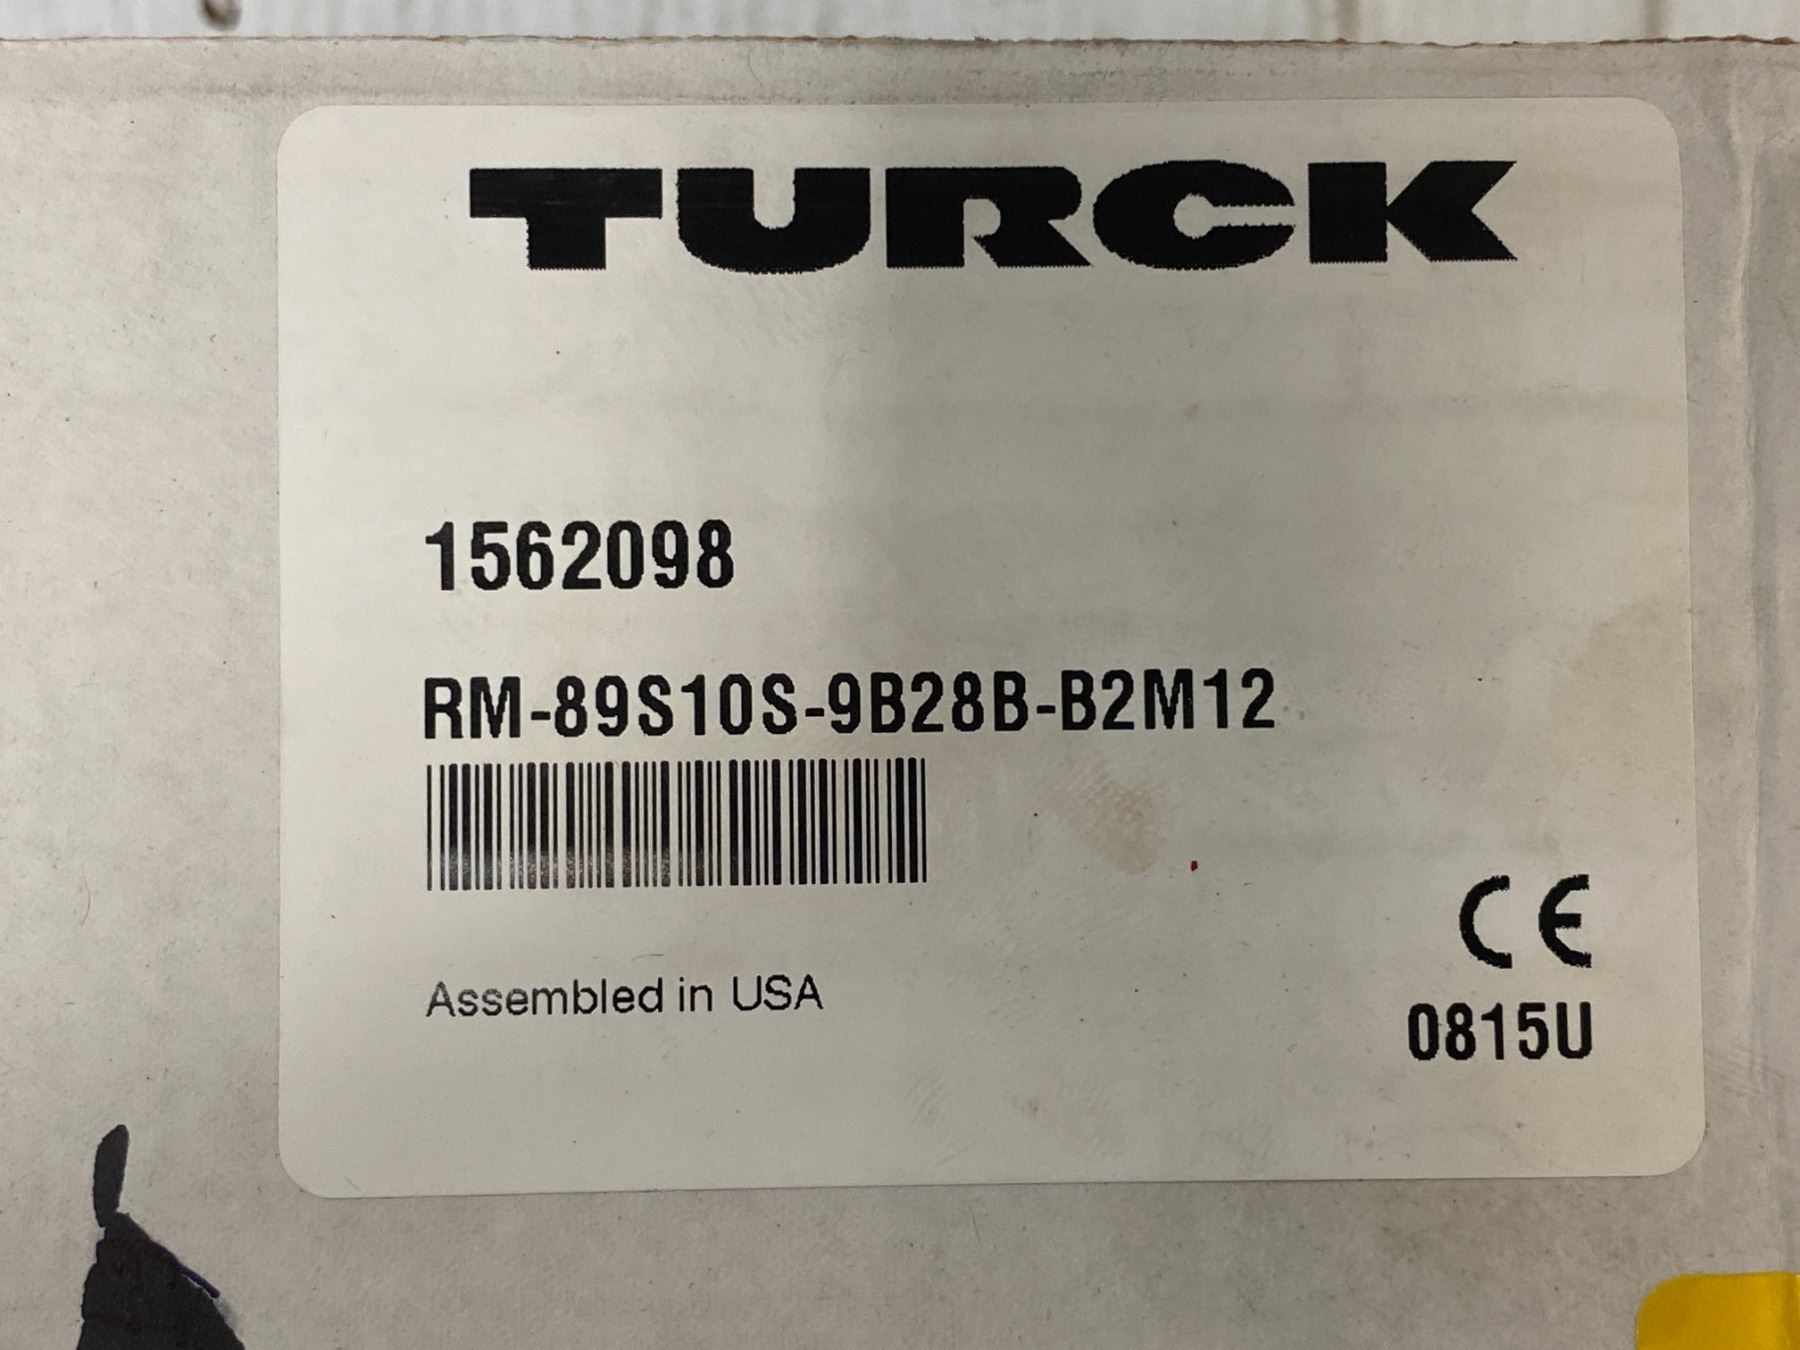 TURCK
1562098
RM-89S10S-9B28B-B2M12
Assembled in USA
CE
0815U